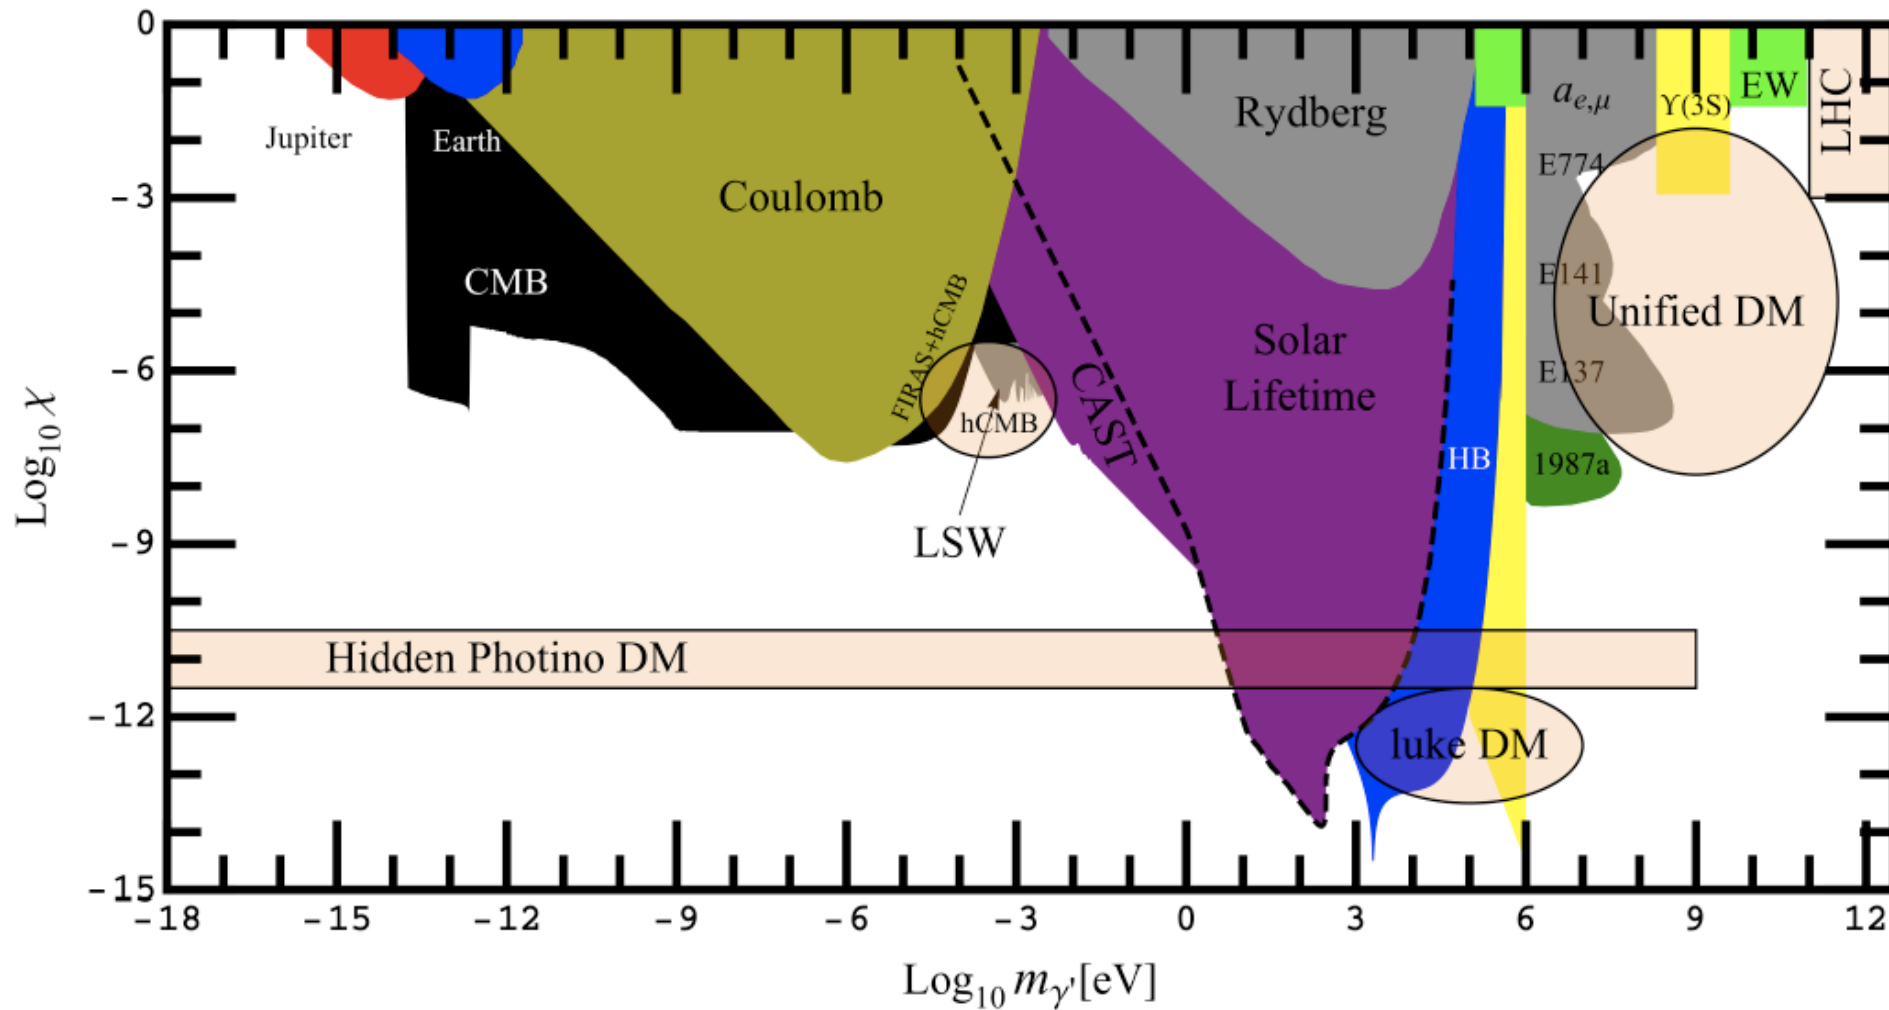 0
-3
-6
-9
-12
-15
Log10 χ
Jupiter
Earth
CMB
Coulomb
FIRAS+hCMB
hCMB
LSW
CAST
Rydberg
Solar
Lifetime
HB
ae,μ
E774
E141
E137
1987a
ϒ(3S)
EW
LHC
Unified DM
Hidden Photino DM
luke DM
-18 -15 -12 -9 -6 -3 0 3 6 9 12
Log10 mγ'[eV]